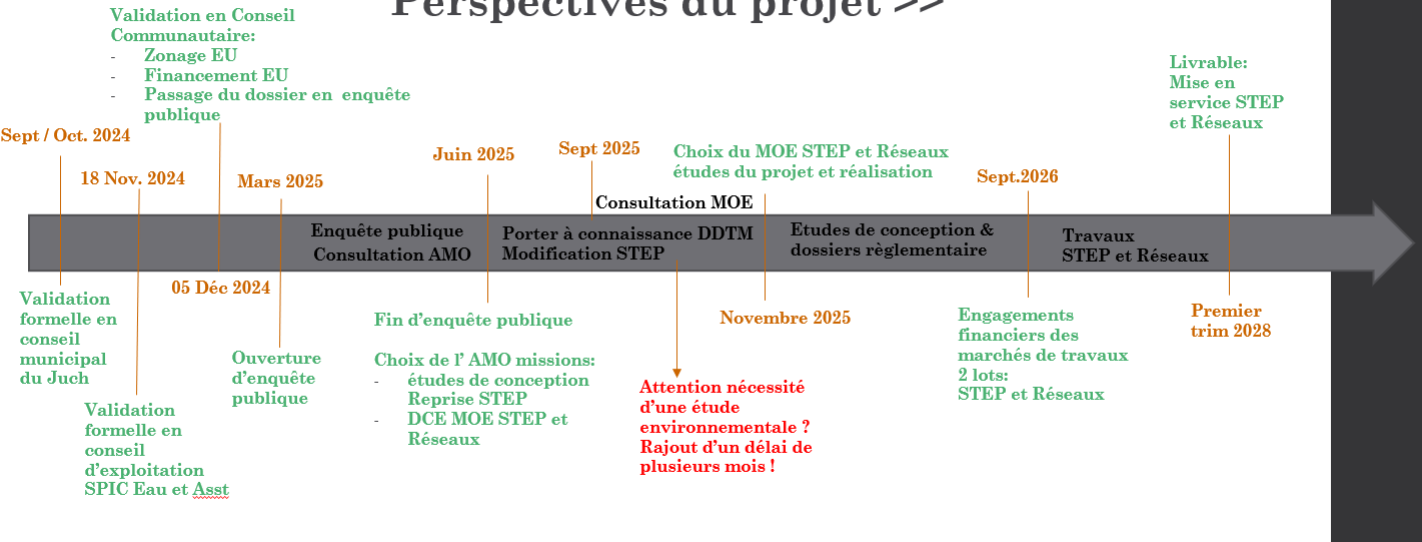 Perspectives du projet >>
Validation en Conseil
Communautaire:
- Zonage EU
- Financement EU
- Passage du dossier en enquête
publique
Sept / Oct. 2024
18 Nov. 2024
Mars 2025
Juin 2025
Sept 2025
Choix du MOE STEP et Réseaux
études du projet et réalisation
Sept.2026
Livrable:
Mise en
service STEP
et Réseaux
Consultation MOE
Enquête publique
Consultation AMO
Porter à connaissance DDTM
Modification STEP
Etudes de conception &
dossiers règlementaire
Travaux
STEP et Réseaux
Validation
formelle en
conseil
municipal
du Juch
05 Déc 2024
Validation
formelle en
conseil
d'exploitation
SPIC Eau et Asst
Ouverture
d'enquête
publique
Fin d'enquête publique
Choix de l' AMO missions:
- études de conception
Reprise STEP
- DCE MOE STEP et
Réseaux
Novembre 2025
Attention nécessité
d'une étude
environnementale ?
Rajout d'un délai de
plusieurs mois !
Engagements
financiers des
marchés de travaux
2 lots:
STEP et Réseaux
Premier
trim 2028